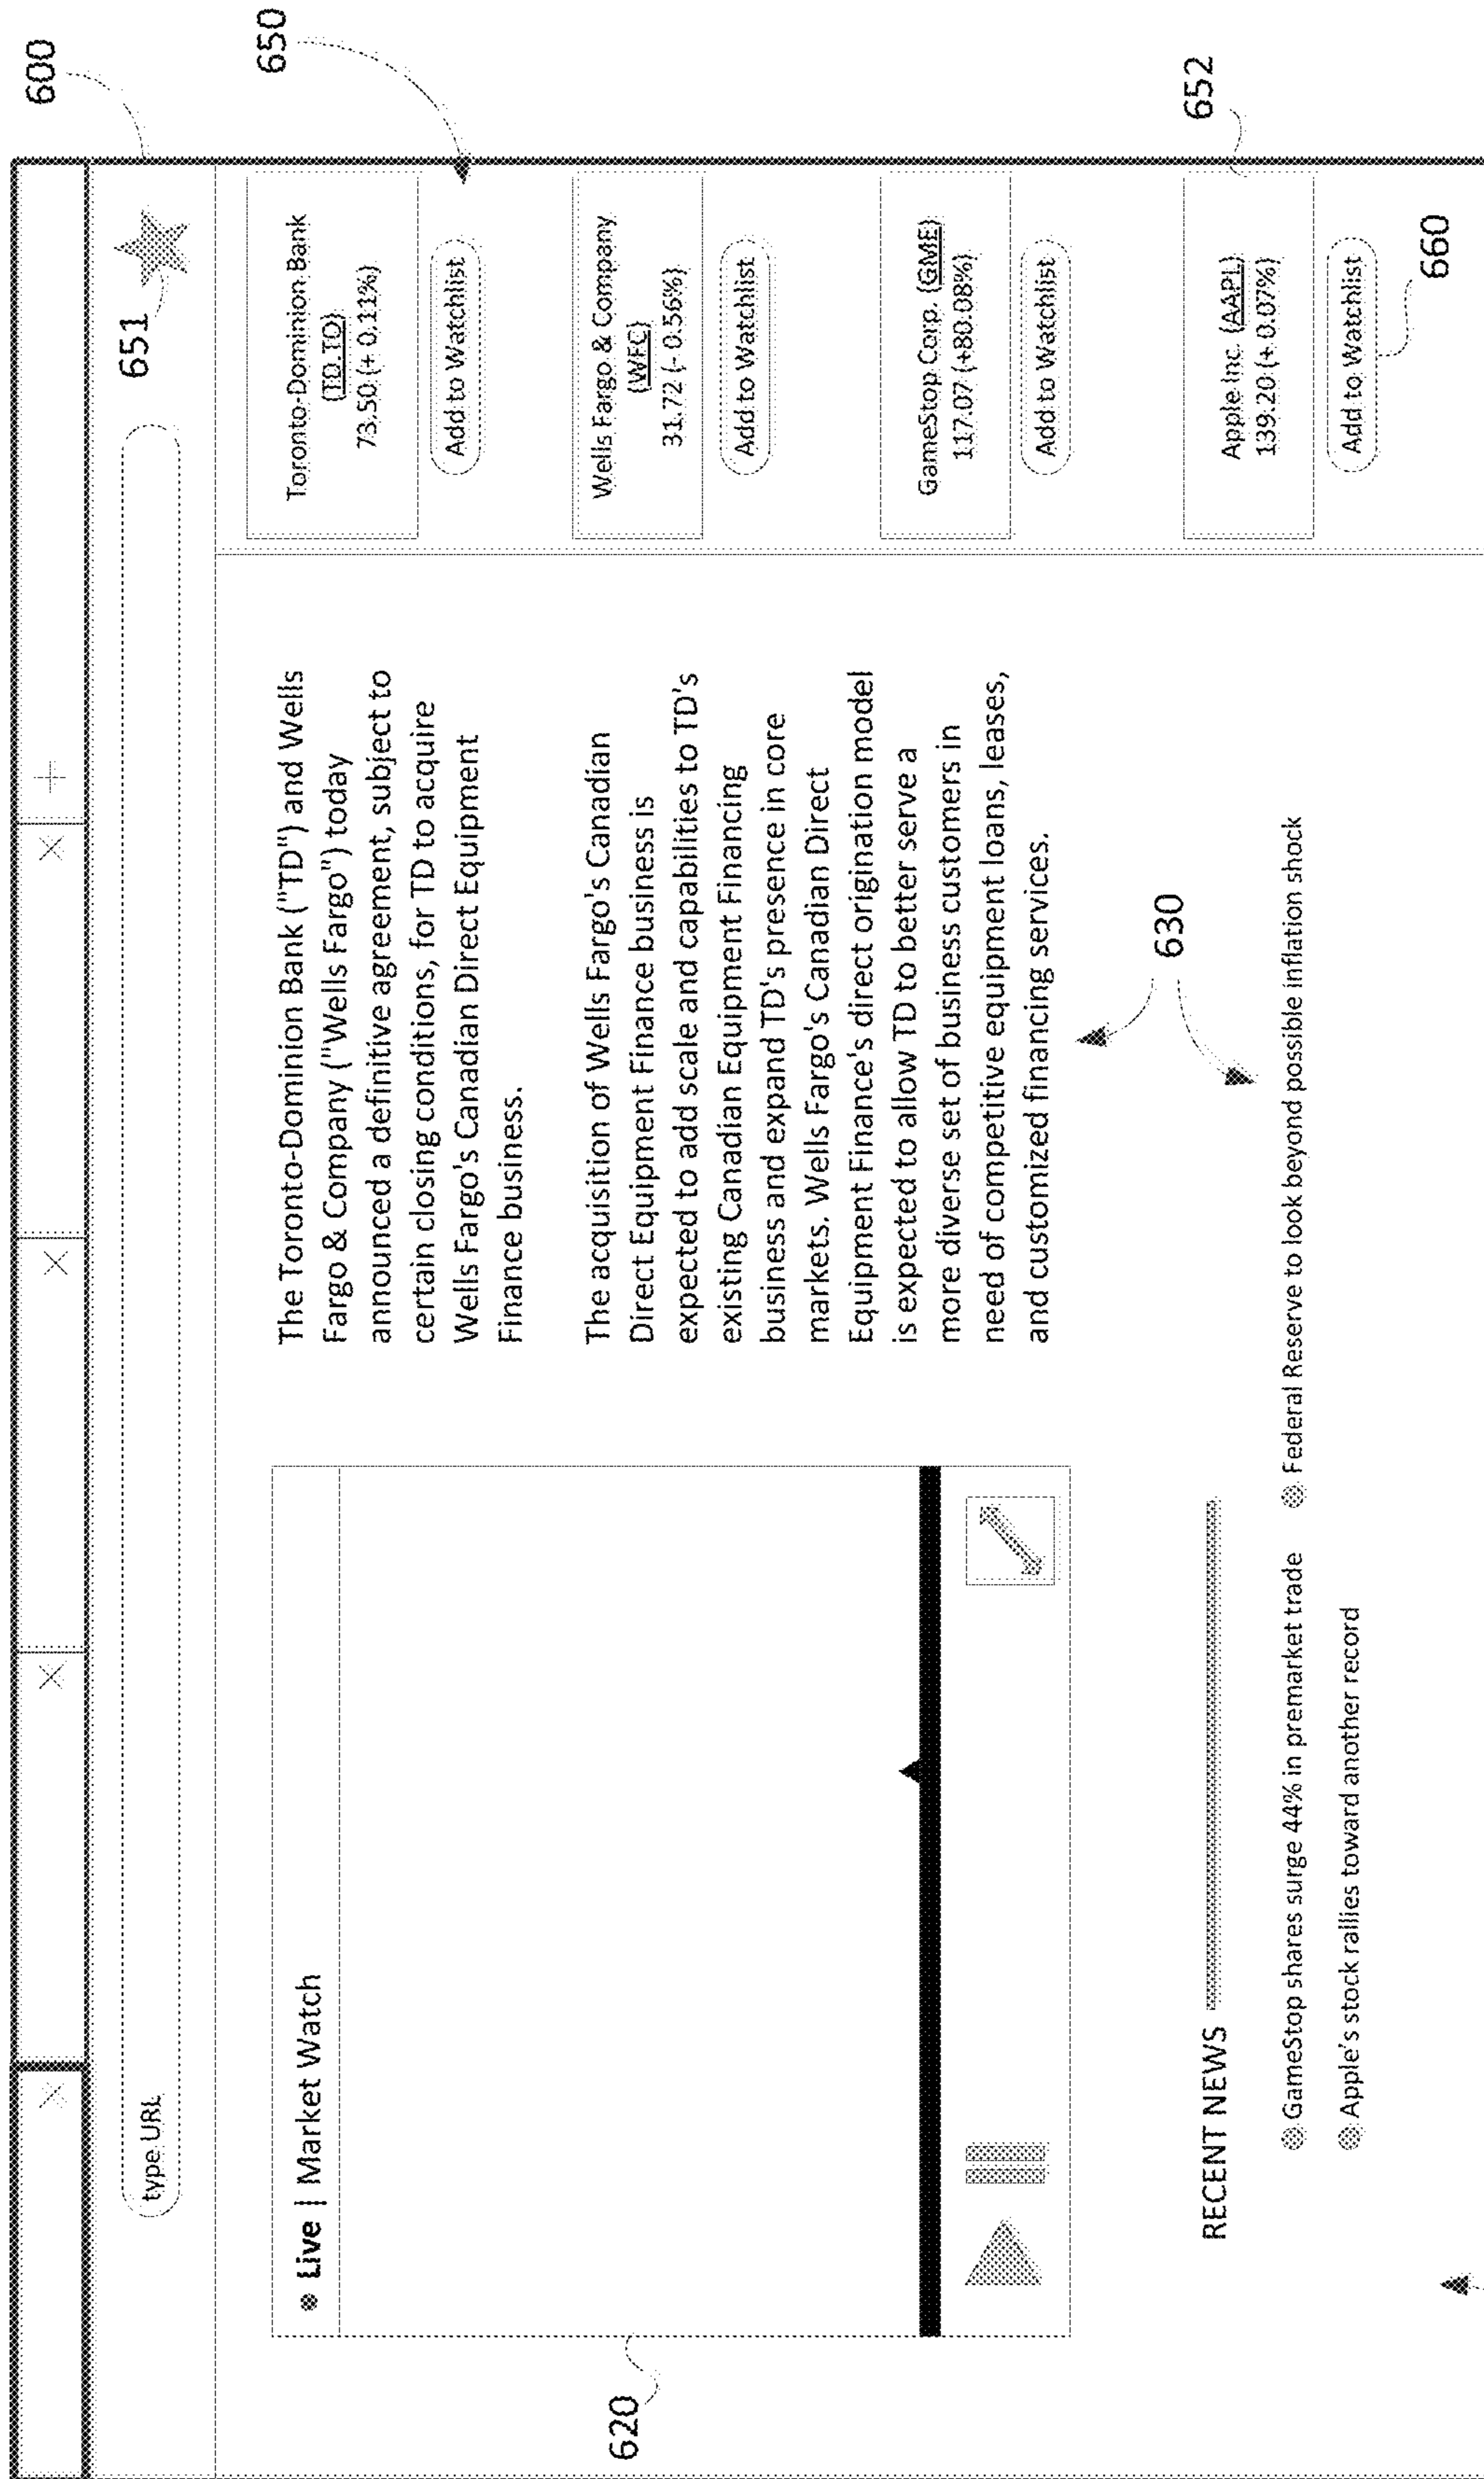 600
650
651
type URL
Live | Market Watch
The Toronto-Dominion Bank ("TD") and Wells
Fargo & Company ("Wells Fargo") today
announced a definitive agreement, subject to
certain closing conditions, for TD to acquire
Wells Fargo's Canadian Direct Equipment
Finance business.
The acquisition of Wells Fargo's Canadian
Direct Equipment Finance business is
expected to add scale and capabilities to TD's
existing Canadian Equipment Financing
business and expand TD's presence in core
markets. Wells Fargo's Canadian Direct
Equipment Finance's direct origination model
is expected to allow TD to better serve a
more diverse set of business customers in
need of competitive equipment loans, leases,
and customized financing services.
Toronto-Dominion Bank
(TD.TO)
73.50 (+ 0.11%)
Add to Watchlist
Wells Fargo & Company
(WFC)
31.72 (- 0.56%)
Add to Watchlist
GameStop Corp. (GME)
117.07 (+80.08%)
Add to Watchlist
Apple Inc. (AAPL)
139.20 (+ 0.07%)
Add to Watchlist
652
660
620
630
RECENT NEWS
GameStop shares surge 44% in premarket trade
Federal Reserve to look beyond possible inflation shock
Apple's stock rallies toward another record